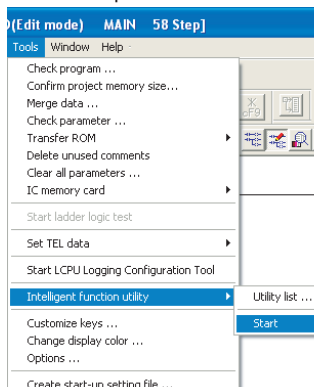 (Edit mode) MAIN 58 Step]
Tools Window Help
Check program ...
Confirm project memory size...
Merge data ...
Check parameter ...
Transfer ROM
Delete unused comments
Clear all parameters ...
IC memory card
Start ladder logic test
Set TEL data
Start LCPU Logging Configuration Tool
Intelligent function utility
Utility list ...
Customize keys ...
Start
Change display color ...
Options ...
Create start-up setting file ...